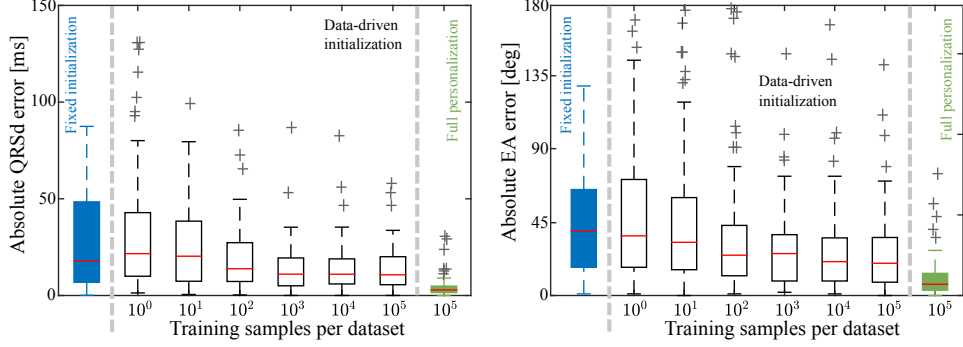 Absolute QRSd error [ms]
150
100
50
0
Fixed initialization
Data-driven
initialization
Full personalization
10^0 10^1 10^2 10^3 10^4 10^5 10^5
Training samples per dataset
Absolute EA error [deg]
180
135
90
45
0
Fixed initialization
Data-driven
initialization
Full personalization
10^0 10^1 10^2 10^3 10^4 10^5 10^5
Training samples per dataset